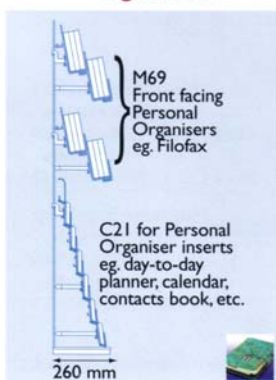 M69
Front facing
Personal
Organisers
eg. Filofax
C21 for Personal
Organiser inserts
eg. day-to-day
planner, calendar,
contacts book, etc.
260 mm